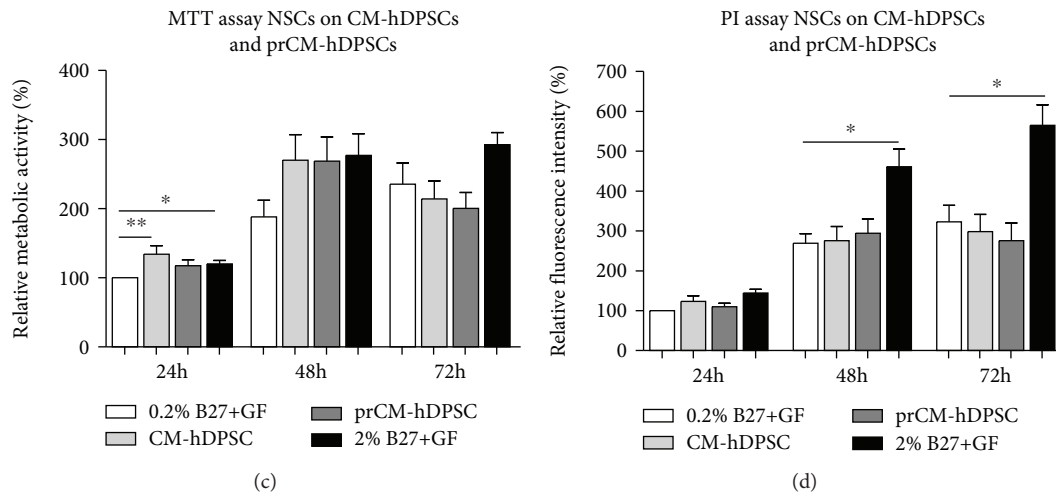 MTT assay NSCs on CM-hDPSCs
and prCM-hDPSCs
Relative metabolic activity (%)
400
300
200
100
0
**
*
24h
48h
72h
0.2% B27+GF
prCM-hDPSC
CM-hDPSC
2% B27+GF
(c)
PI assay NSCs on CM-hDPSCs
and prCM-hDPSCs
Relative fluorescence intensity (%)
700
600
500
400
300
200
100
0
*
*
24h
48h
72h
0.2% B27+GF
prCM-hDPSC
CM-hDPSC
2% B27+GF
(d)